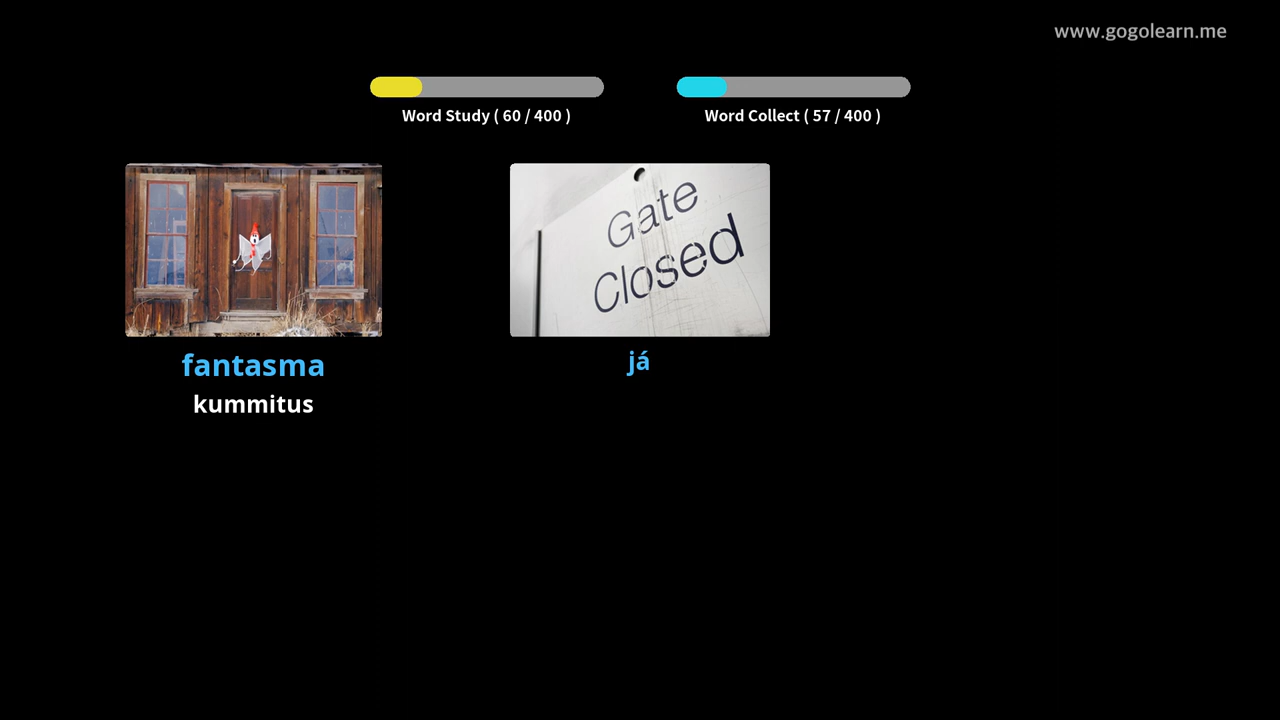 www.gogolearn.me
Word Study ( 60 / 400 )
Word Collect ( 57 / 400 )
Gate
Closed
fantasma
kummitus
já